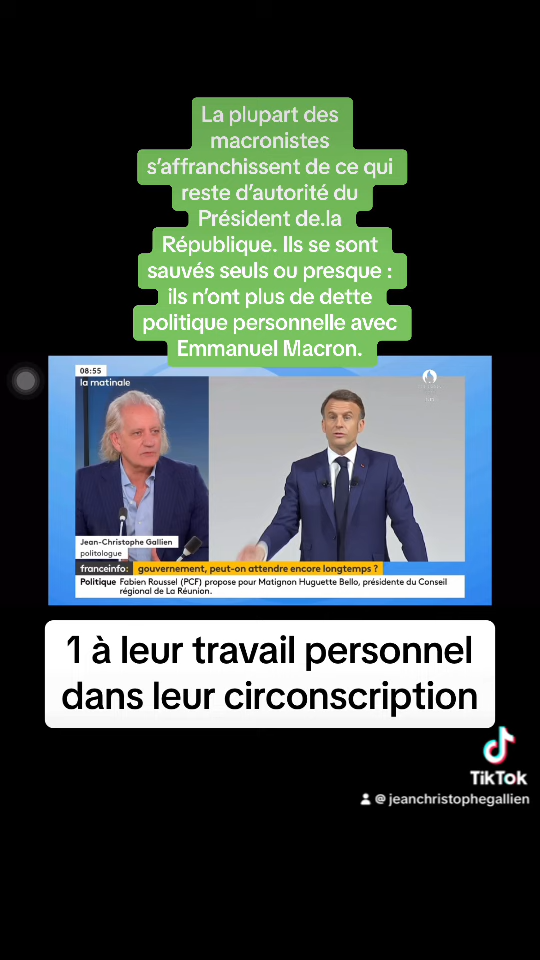 La plupart des
macronistes
s'affranchissent de ce qui
reste d'autorité du
Président de.la
République. Ils se sont
sauvés seuls ou presque :
ils n'ont plus de dette
politique personnelle avec
Emmanuel Macron.
08:55
la matinale
Jean-Christophe Gallien
politologue
franceinfo: gouvernement, peut-on attendre encore longtemps ?
Politique Fabien Roussel (PCF) propose pour Matignon Huguette Bello, présidente du Conseil
régional de La Réunion.
1 à leur travail personnel
dans leur circonscription
TikTok
@jeanchristophegallien